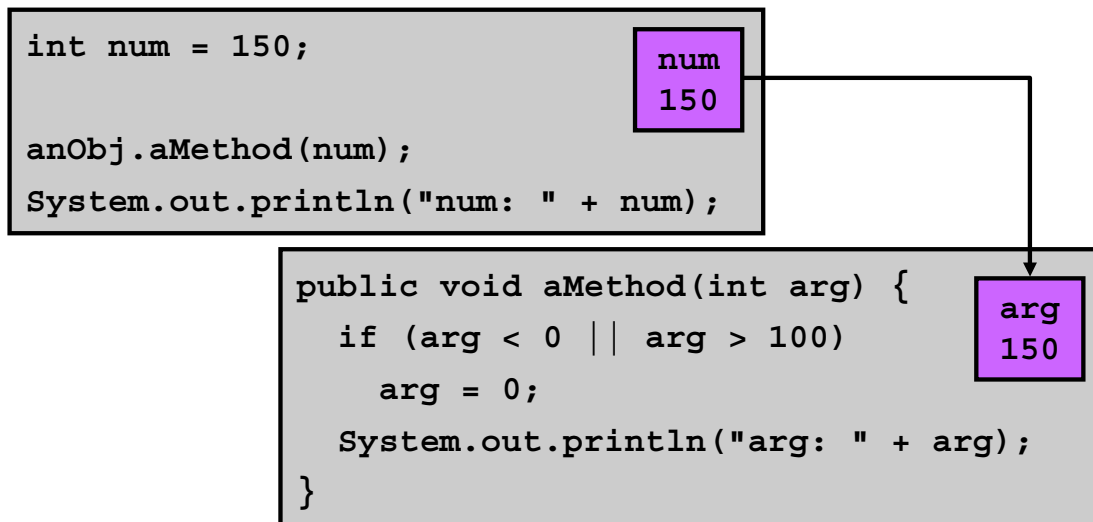 int num = 150;
num
150
anObj.aMethod(num);
System.out.println("num: " + num);
public void aMethod(int arg) {
if (arg < 0 || arg > 100)
arg = 0;
System.out.println("arg: " + arg);
}
arg
150